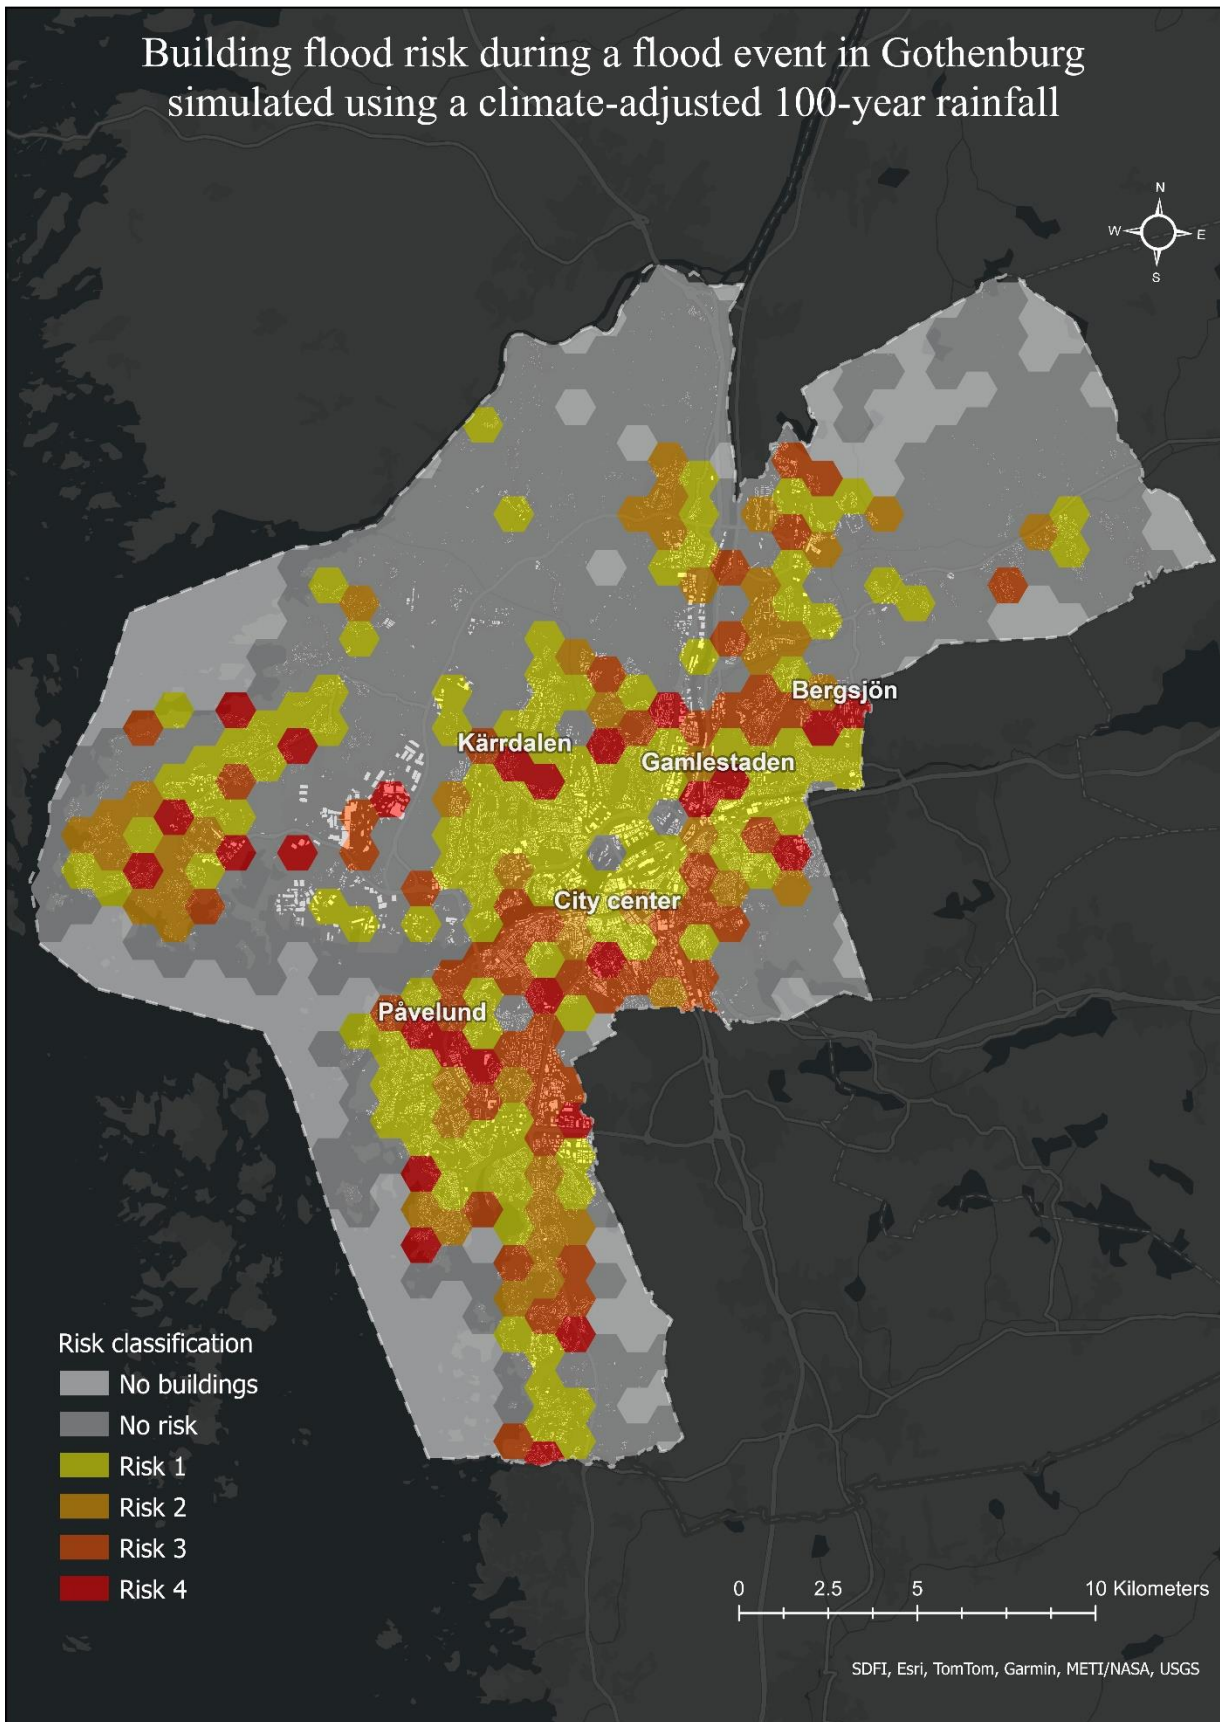 Building flood risk during a flood event in Gothenburg
simulated using a climate-adjusted 100-year rainfall
N
W E
S
Bergsjön
Kärrdalen
Gamlestaden
City center
Påvelund
Risk classification
No buildings
No risk
Risk 1
Risk 2
Risk 3
Risk 4
0 2.5 5 10 Kilometers
SDFI, Esri, TomTom, Garmin, METI/NASA, USGS